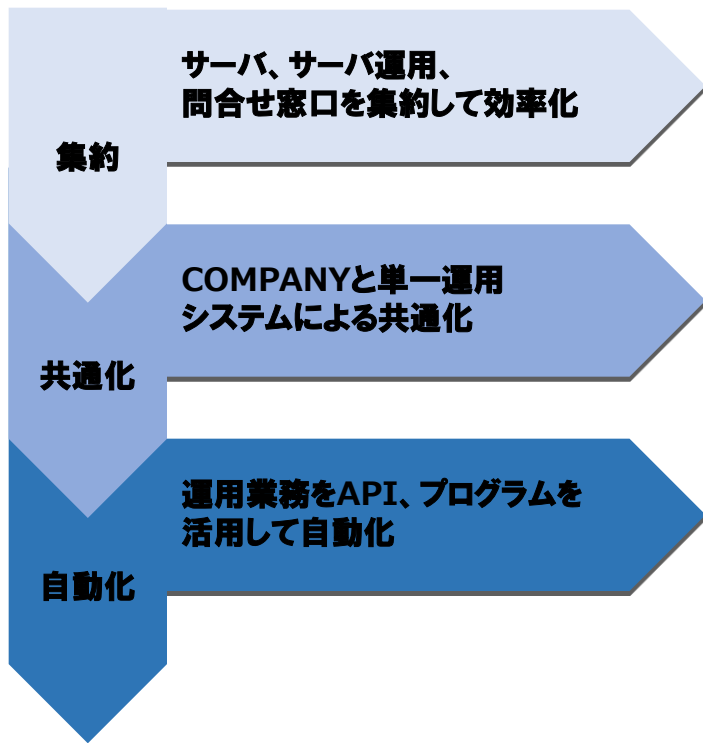 集約
サーバ、サーバ運用、
問合せ窓口を集約して効率化
共通化
COMPANYと単一運用
システムによる共通化
自動化
運用業務をAPI、プログラムを
活用して自動化